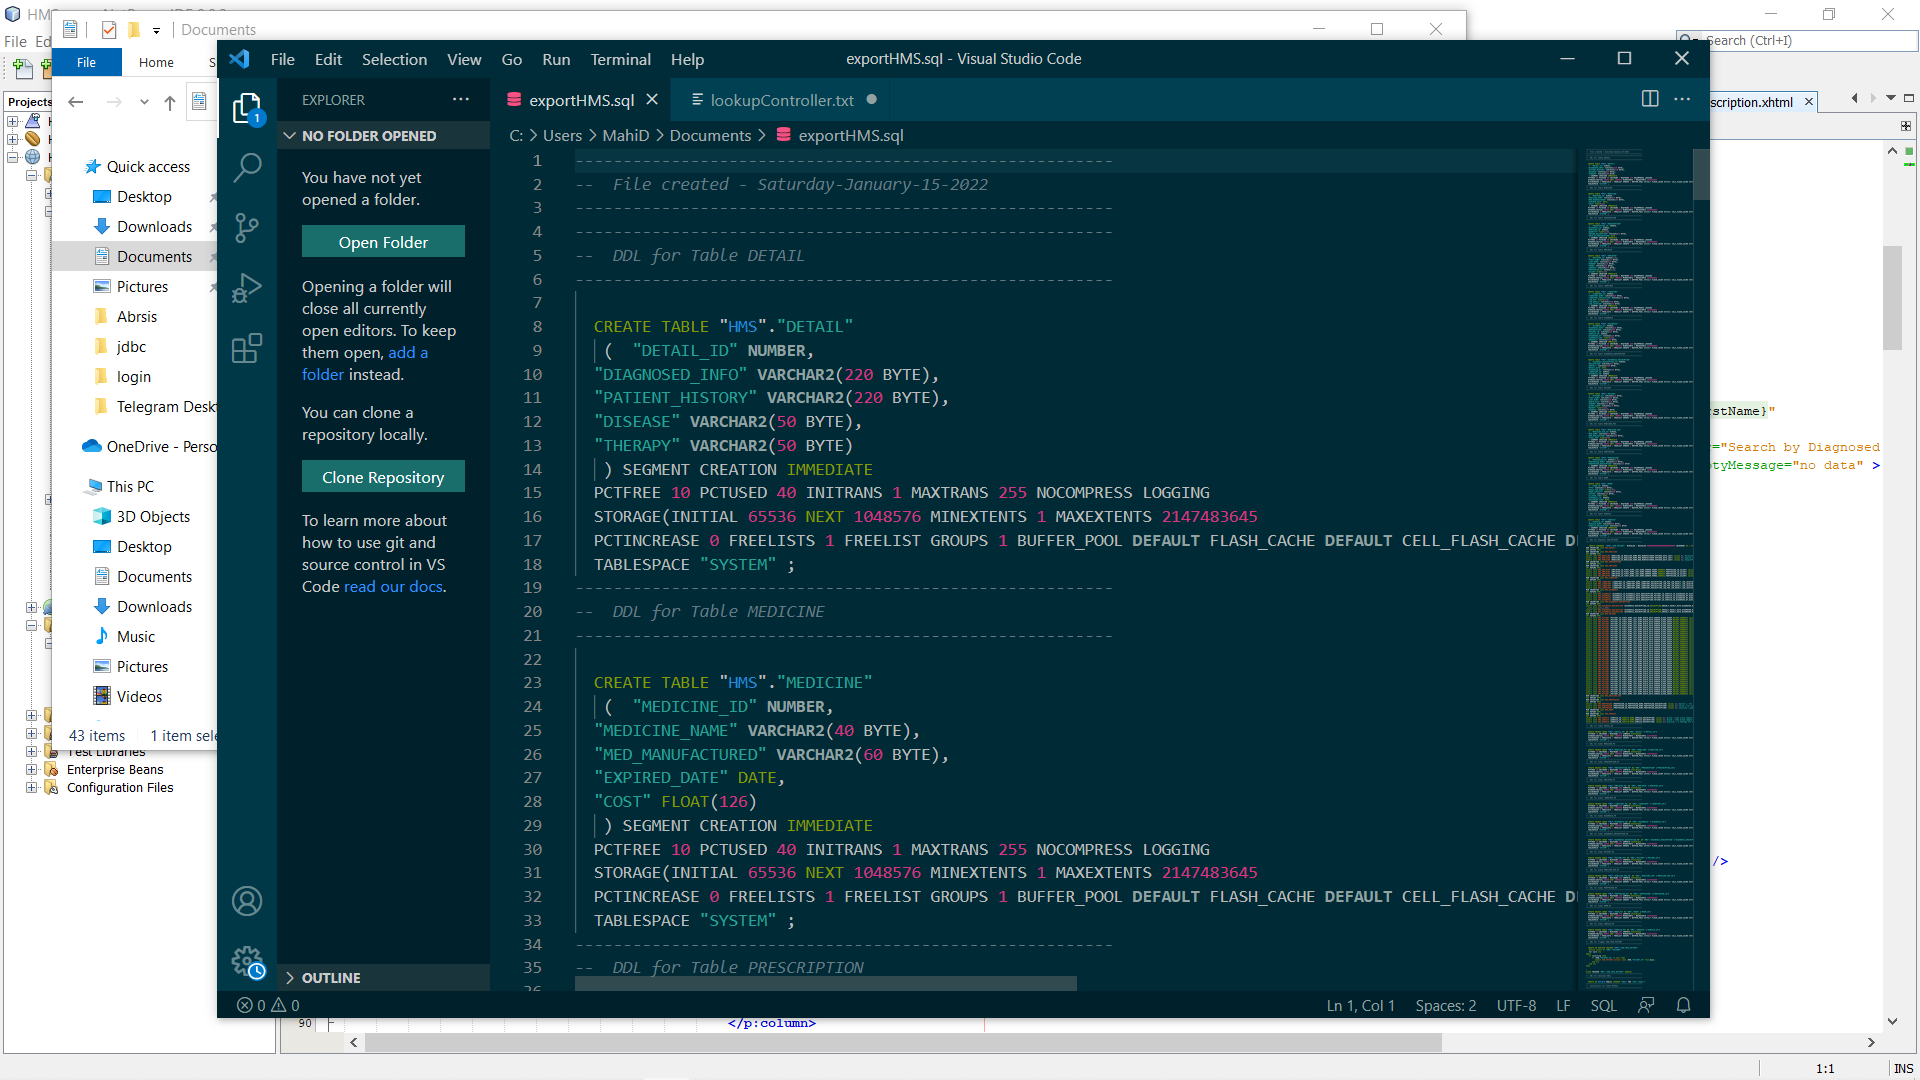 Documents
File
Home
File
Search (Ctrl+I)
Projects
scription.xhtml
Quick access
Desktop
Downloads
Documents
Pictures
Abrsis
jdbc
login
Telegram Deskt
OneDrive - Perso
This PC
3D Objects
Desktop
Documents
Downloads
Music
Pictures
Videos
43 items 1 item sele
Test Libraries
Enterprise Beans
Configuration Files
File Edit Selection View Go Run Terminal Help
exportHMS.sql - Visual Studio Code
EXPLORER
NO FOLDER OPENED
You have not yet
opened a folder.
Open Folder
Opening a folder will
close all currently
open editors. To keep
them open, add a
folder instead.
You can clone a
repository locally.
Clone Repository
To learn more about
how to use git and
source control in VS
Code read our docs.
OUTLINE
1
exportHMS.sql
lookupController.txt
C: > Users > MahiD > Documents > exportHMS.sql
1 --------------------------------------------------------
2 --  File created - Saturday-January-15-2022
3 --------------------------------------------------------
4 --------------------------------------------------------
5 --  DDL for Table DETAIL
6 --------------------------------------------------------
7
8 CREATE TABLE "HMS"."DETAIL"
9 ( "DETAIL_ID" NUMBER,
10 "DIAGNOSED_INFO" VARCHAR2(220 BYTE),
11 "PATIENT_HISTORY" VARCHAR2(220 BYTE),
12 "DISEASE" VARCHAR2(50 BYTE),
13 "THERAPY" VARCHAR2(50 BYTE)
14 ) SEGMENT CREATION IMMEDIATE
15 PCTFREE 10 PCTUSED 40 INITRANS 1 MAXTRANS 255 NOCOMPRESS LOGGING
16 STORAGE(INITIAL 65536 NEXT 1048576 MINEXTENTS 1 MAXEXTENTS 2147483645
17 PCTINCREASE 0 FREELISTS 1 FREELIST GROUPS 1 BUFFER_POOL DEFAULT FLASH_CACHE DEFAULT CELL_FLASH_CACHE D
18 TABLESPACE "SYSTEM" ;
19 --------------------------------------------------------
20 --  DDL for Table MEDICINE
21 --------------------------------------------------------
22
23 CREATE TABLE "HMS"."MEDICINE"
24 ( "MEDICINE_ID" NUMBER,
25 "MEDICINE_NAME" VARCHAR2(40 BYTE),
26 "MED_MANUFACTURED" VARCHAR2(60 BYTE),
27 "EXPIRED_DATE" DATE,
28 "COST" FLOAT(126)
29 ) SEGMENT CREATION IMMEDIATE
30 PCTFREE 10 PCTUSED 40 INITRANS 1 MAXTRANS 255 NOCOMPRESS LOGGING
31 STORAGE(INITIAL 65536 NEXT 1048576 MINEXTENTS 1 MAXEXTENTS 2147483645
32 PCTINCREASE 0 FREELISTS 1 FREELIST GROUPS 1 BUFFER_POOL DEFAULT FLASH_CACHE DEFAULT CELL_FLASH_CACHE D
33 TABLESPACE "SYSTEM" ;
34 --------------------------------------------------------
35 --  DDL for Table PRESCRIPTION
0 0
Ln 1, Col 1 Spaces: 2 UTF-8 LF SQL
stName}"
="Search by Diagnosed
tyMessage="no data" >
/>
90 </p:column>
1:1 INS